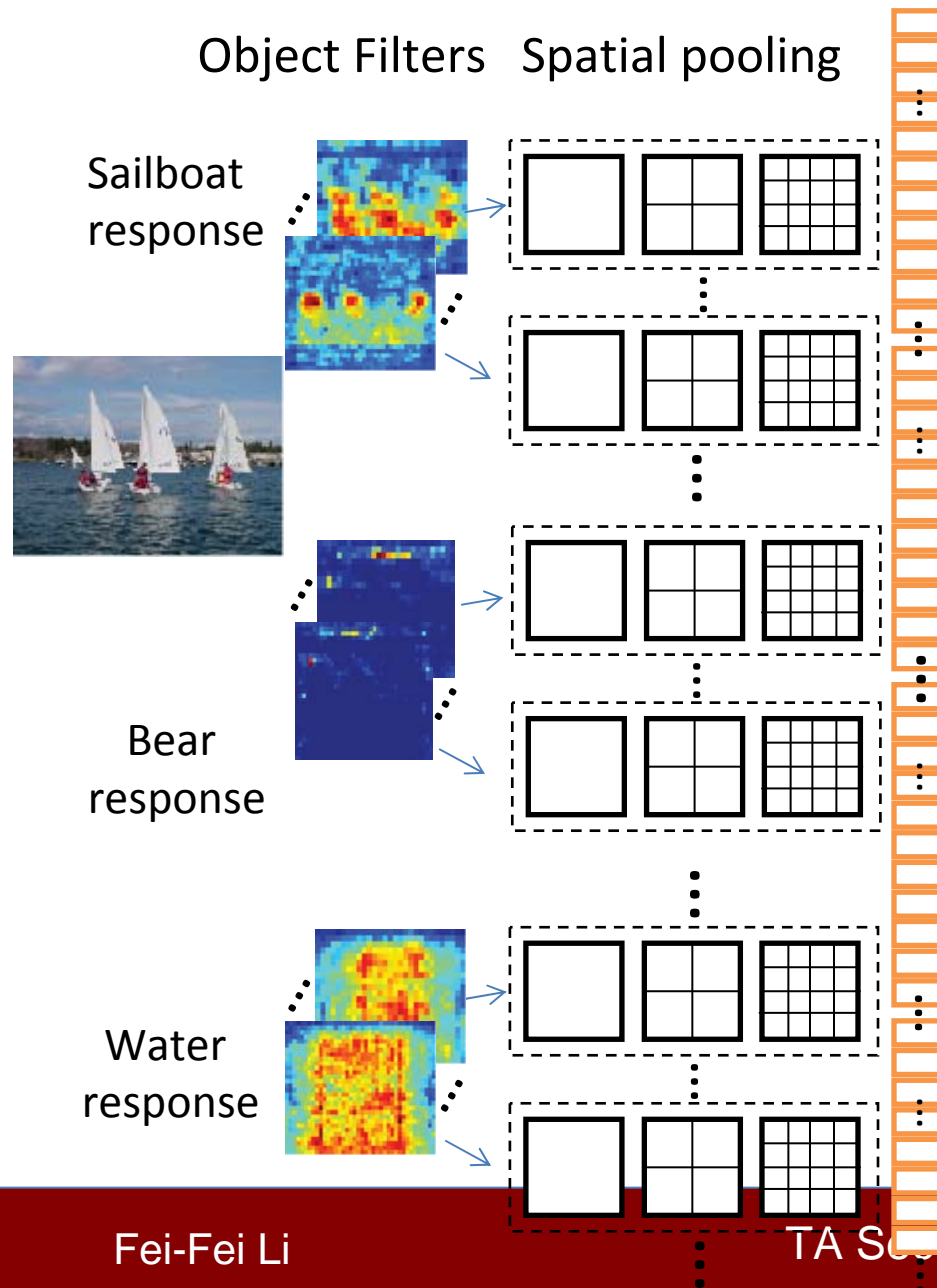 Object Filters Spatial pooling
Sailboat
response
Bear
response
Water
response
Fei-Fei Li
TA